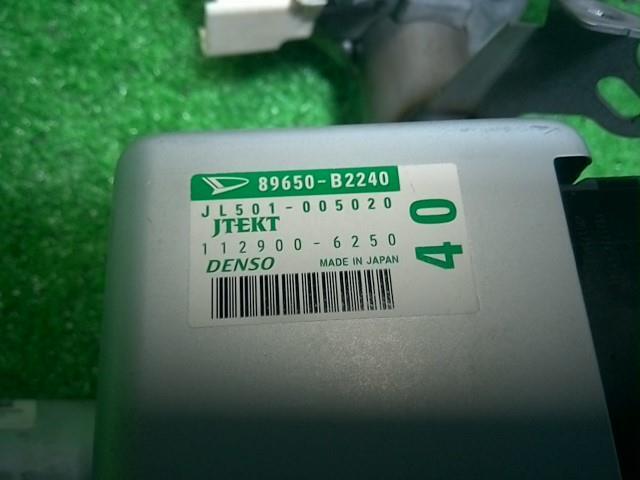 89650-B2240
JL501-005020
JTEKT
112900-6250
DENSO MADE IN JAPAN
40